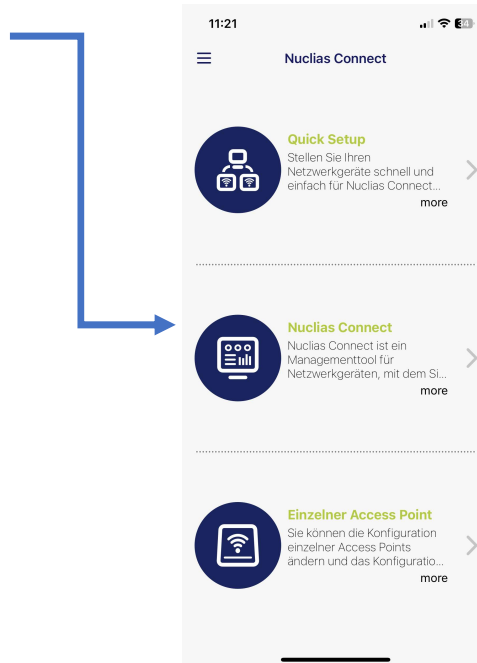 11:21
34
Nuclias Connect
Quick Setup
Stellen Sie Ihren
Netzwerkgeräte schnell und
einfach für Nuclias Connect...
more
Nuclias Connect
Nuclias Connect ist ein
Managementtool für
Netzwerkgeräten, mit dem Si...
more
Einzelner Access Point
Sie können die Konfiguration
einzelner Access Points
ändern und das Konfiguratio...
more